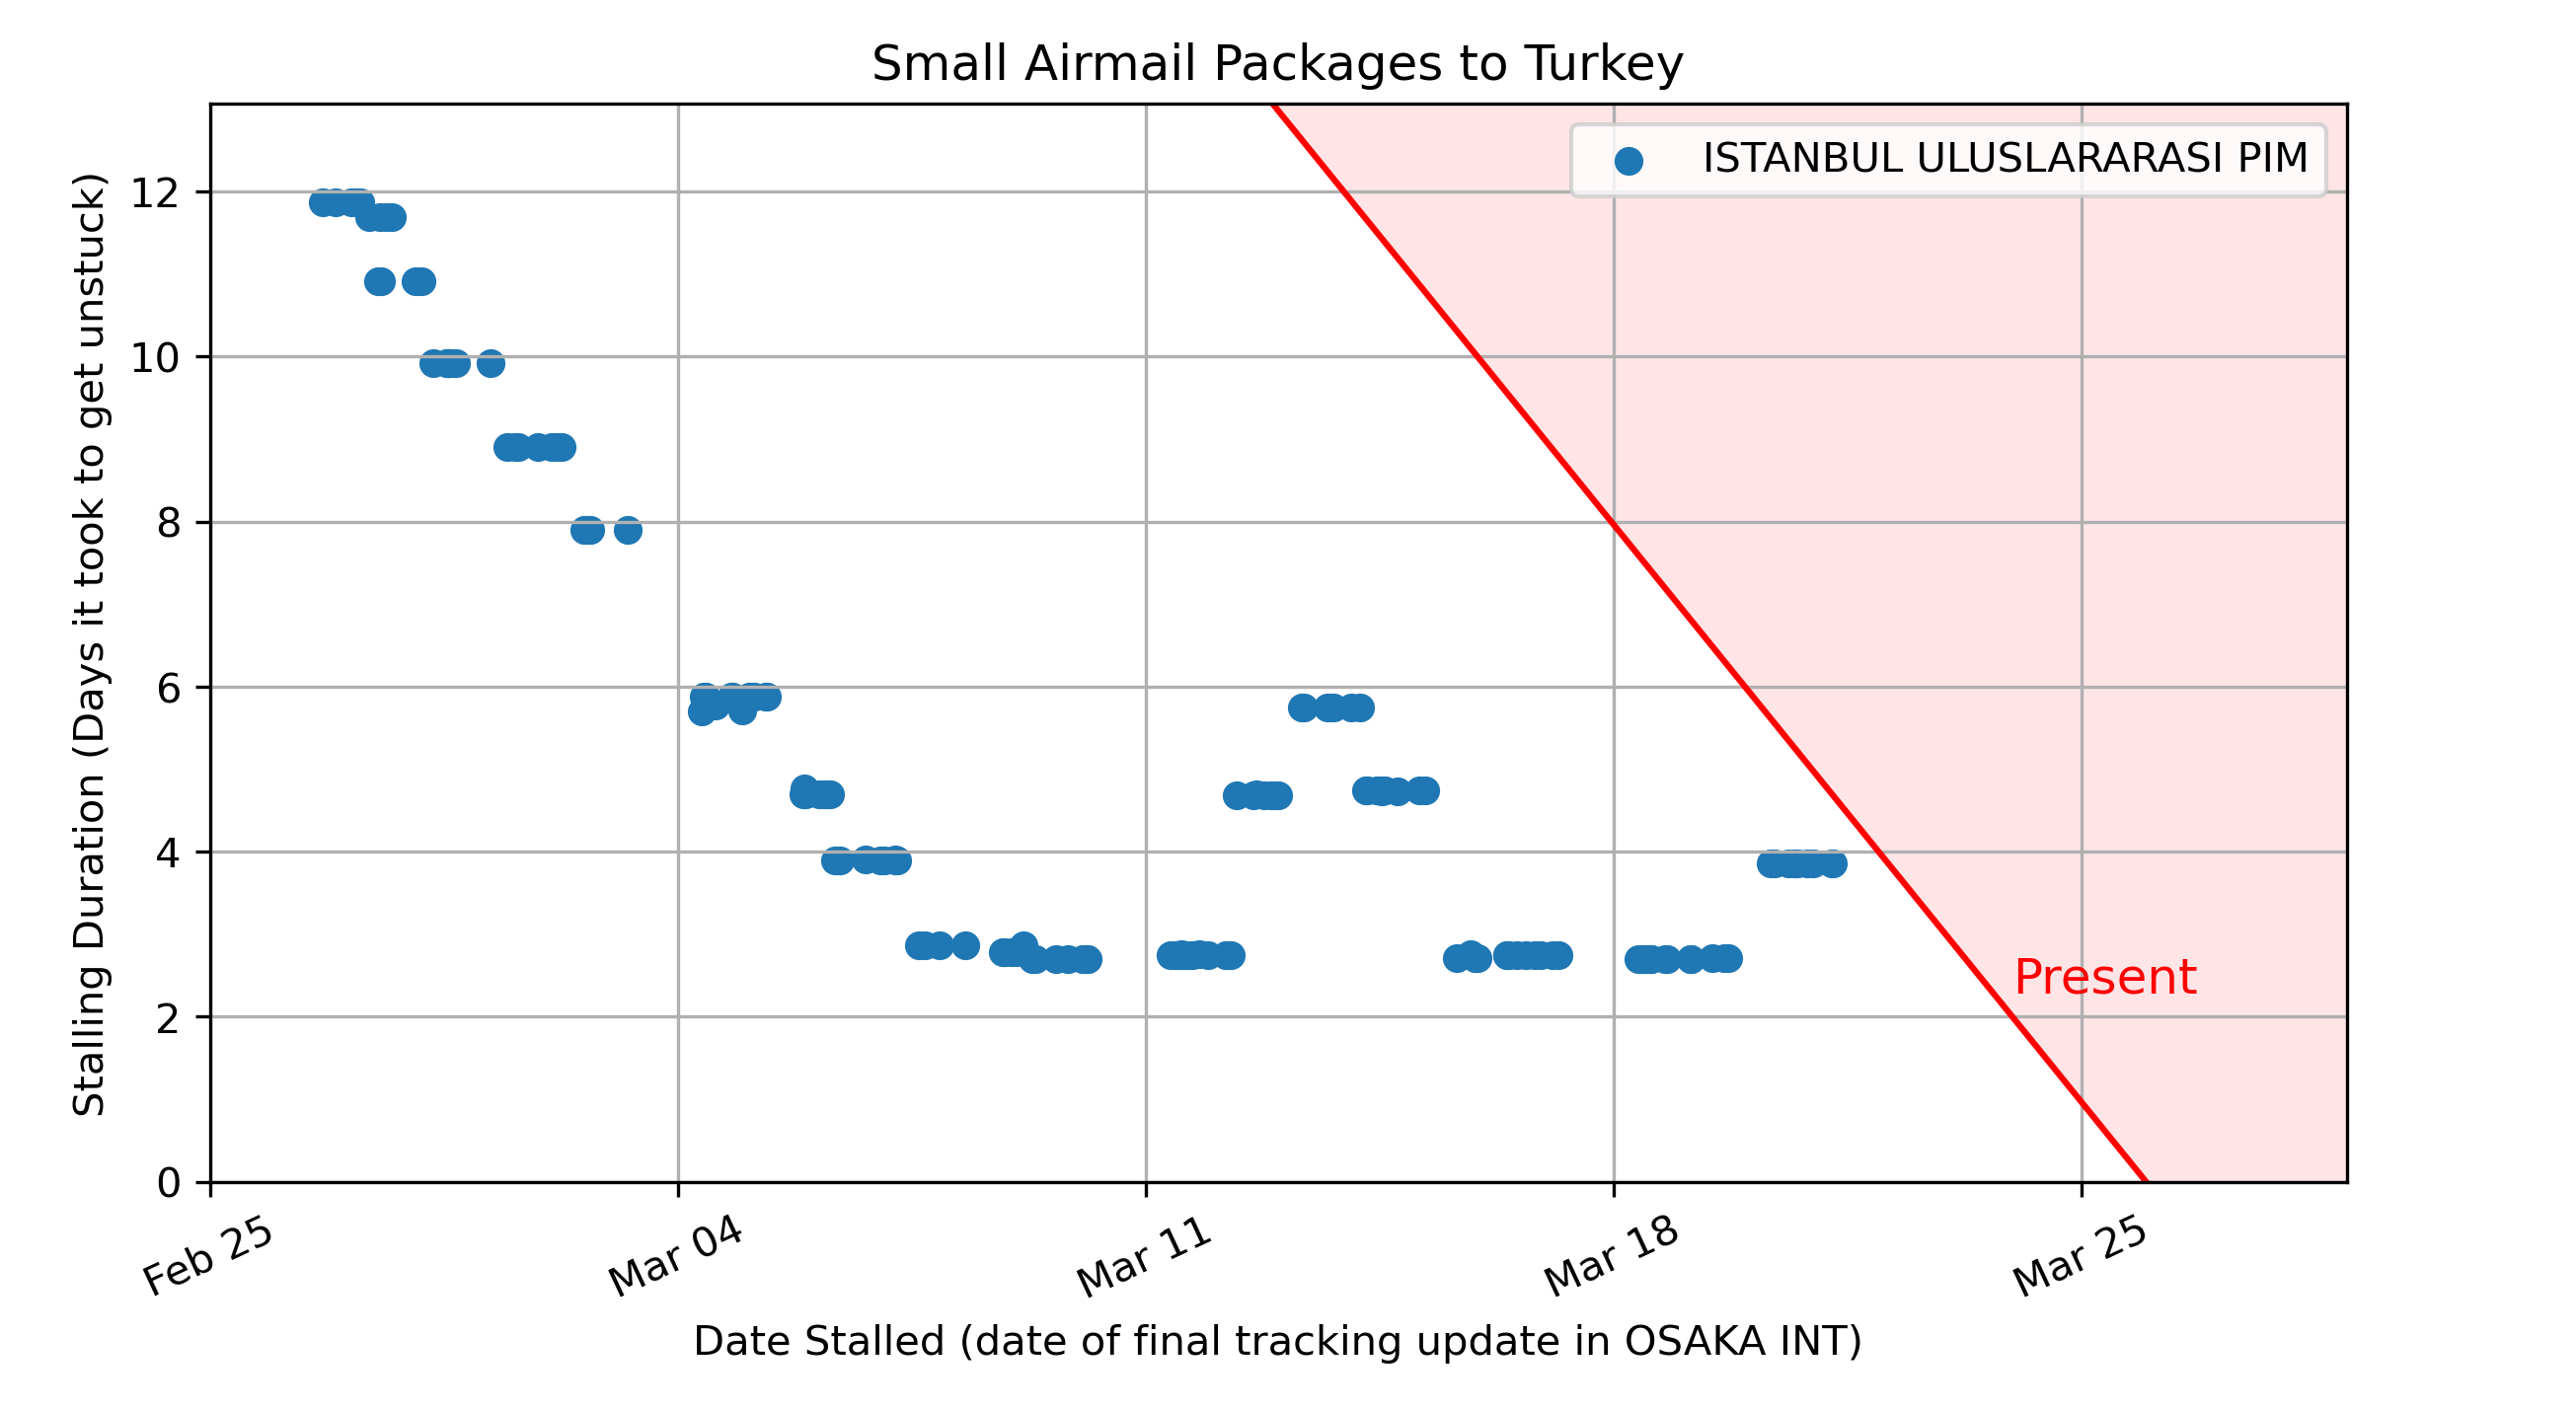 Small Airmail Packages to Turkey
ISTANBUL ULUSLARARASI PIM
Stalling Duration (Days it took to get unstuck)
12
10
8
6
4
2
0
Present
Feb 25
Mar 04
Mar 11
Mar 18
Mar 25
Date Stalled (date of final tracking update in OSAKA INT)